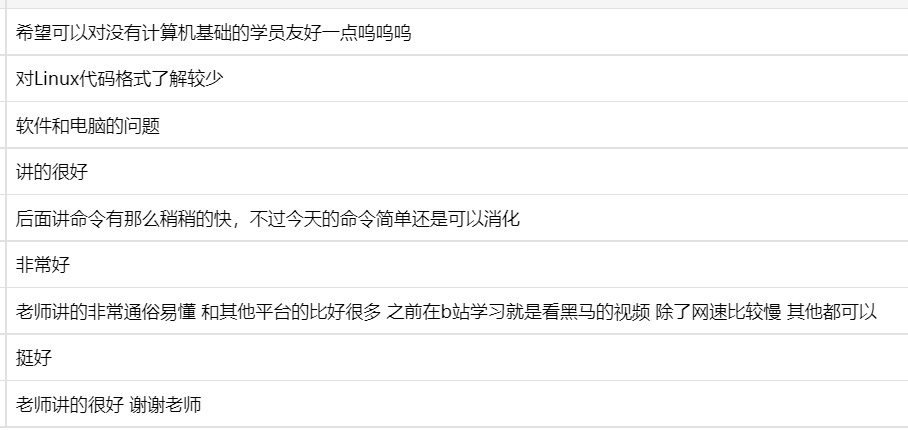 希望可以对没有计算机基础的学员友好一点呜呜呜
对Linux代码格式了解较少
软件和电脑的问题
讲的很好
后面讲命令有那么稍稍的快，不过今天的命令简单还是可以消化
非常好
老师讲的非常通俗易懂 和其他平台的比好很多 之前在b站学习就是看黑马的视频 除了网速比较慢 其他都可以
挺好
老师讲的很好 谢谢老师